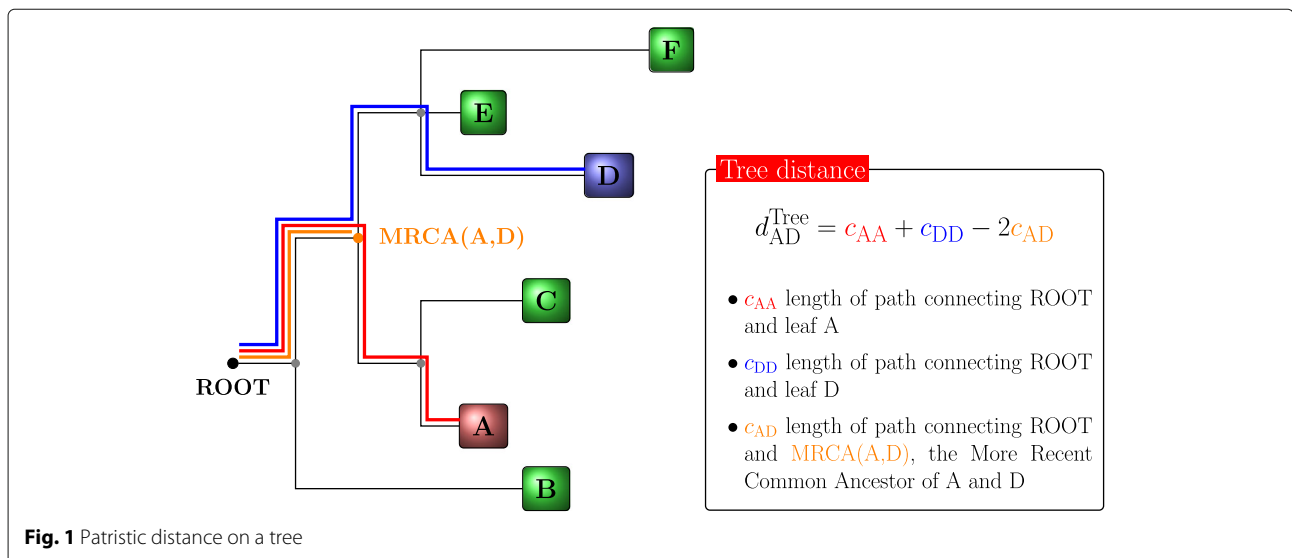 F
E
D
MRCA(A,D)
C
ROOT
A
B
Tree distance
d_AD^Tree = c_AA + c_DD − 2c_AD
• c_AA length of path connecting ROOT
and leaf A
• c_DD length of path connecting ROOT
and leaf D
• c_AD length of path connecting ROOT
and MRCA(A,D), the More Recent
Common Ancestor of A and D
Fig. 1 Patristic distance on a tree